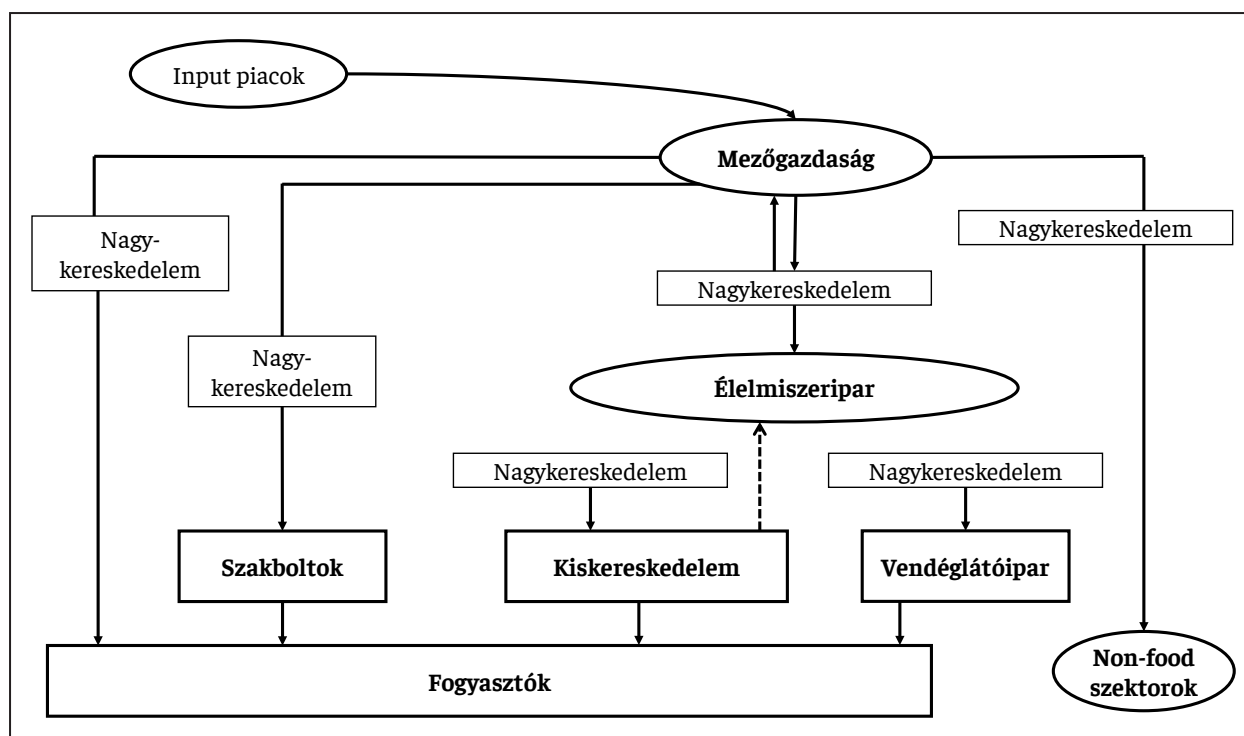 Input piacok
Mezőgazdaság
Nagy-
kereskedelem
Nagykereskedelem
Nagykereskedelem
Nagy-
kereskedelem
Élelmiszeripar
Nagykereskedelem
Nagykereskedelem
Szakboltok
Kiskereskedelem
Vendéglátóipar
Fogyasztók
Non-food
szektorok